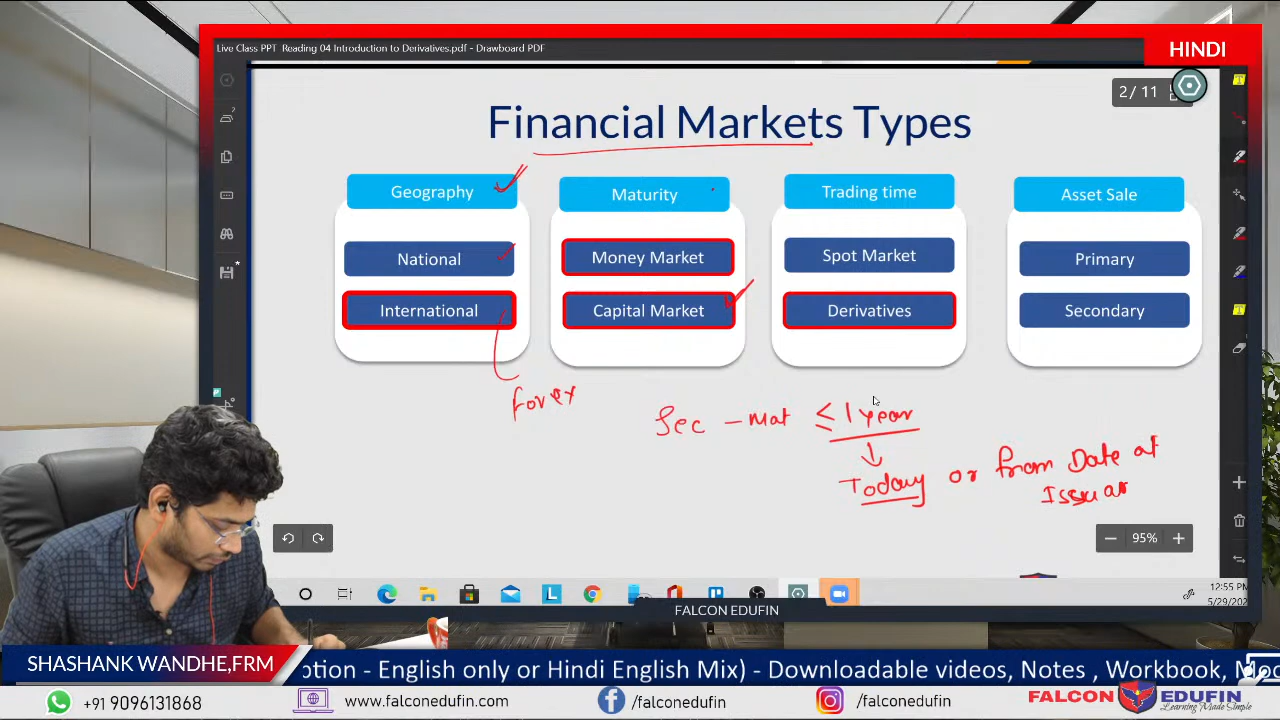 Live Class PPT Reading 04 Introduction to Derivatives.pdf - Drawboard PDF
HINDI
2 / 11
Financial Markets Types
Geography
Maturity
Trading time
Asset Sale
National
Money Market
Spot Market
Primary
International
Capital Market
Derivatives
Secondary
forex
Sec - mat ≤ 1 year
Today or from Date at
95%
12:55 PM
FALCON EDUFIN
SHASHANK WANDHE,FRM
ption - English only or Hindi English Mix) - Downloadable videos, Notes , Workbook,
+91 9096131868
www.falconedufin.com
/falconedufin
/falconedufin
FALCON EDUFIN
Learning Made Simple